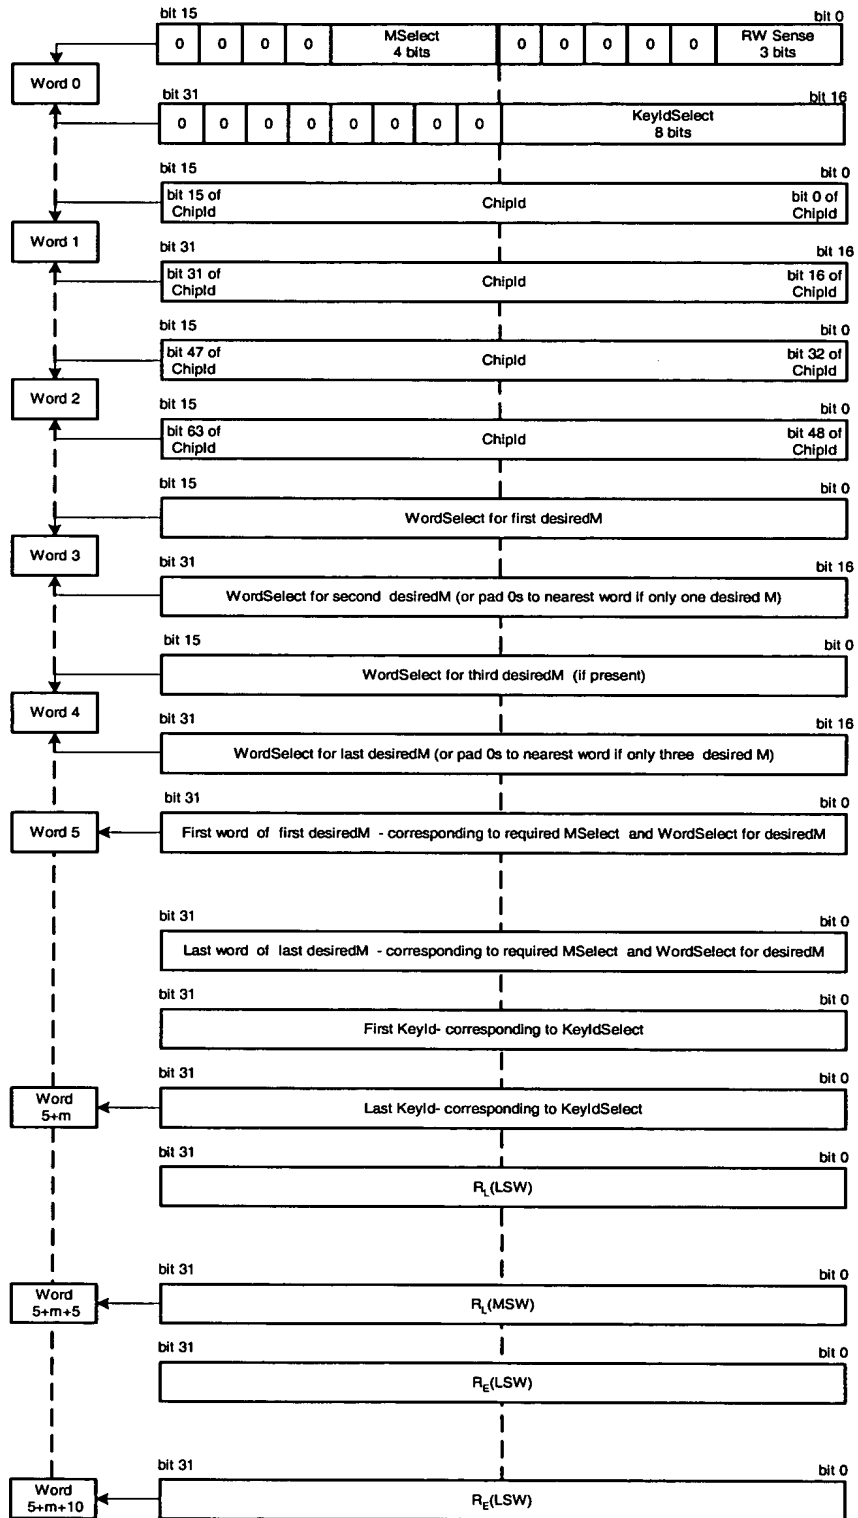 bit 15 bit 0
0 0 0 0 MSelect 4 bits 0 0 0 0 0 RW Sense 3 bits
Word 0
bit 31 bit 16
0 0 0 0 0 0 0 0 KeyIdSelect 8 bits
bit 15 bit 0
bit 15 of ChipId ChipId bit 0 of ChipId
Word 1
bit 31 bit 16
bit 31 of ChipId ChipId bit 16 of ChipId
bit 15 bit 0
bit 47 of ChipId ChipId bit 32 of ChipId
Word 2
bit 15 bit 0
bit 63 of ChipId ChipId bit 48 of ChipId
bit 15 bit 0
WordSelect for first desiredM
Word 3
bit 31 bit 16
WordSelect for second desiredM (or pad 0s to nearest word if only one desired M)
bit 15 bit 0
WordSelect for third desiredM (if present)
Word 4
bit 31 bit 16
WordSelect for last desiredM (or pad 0s to nearest word if only three desired M)
bit 31 bit 0
Word 5 First word of first desiredM - corresponding to required MSelect and WordSelect for desiredM
bit 31 bit 0
Last word of last desiredM - corresponding to required MSelect and WordSelect for desiredM
bit 31 bit 0
First KeyId- corresponding to KeyIdSelect
bit 31 bit 0
Word 5+m Last KeyId- corresponding to KeyIdSelect
bit 31 bit 0
R_L(LSW)
bit 31 bit 0
Word 5+m+5 R_L(MSW)
bit 31 bit 0
R_E(LSW)
bit 31 bit 0
Word 5+m+10 R_E(LSW)